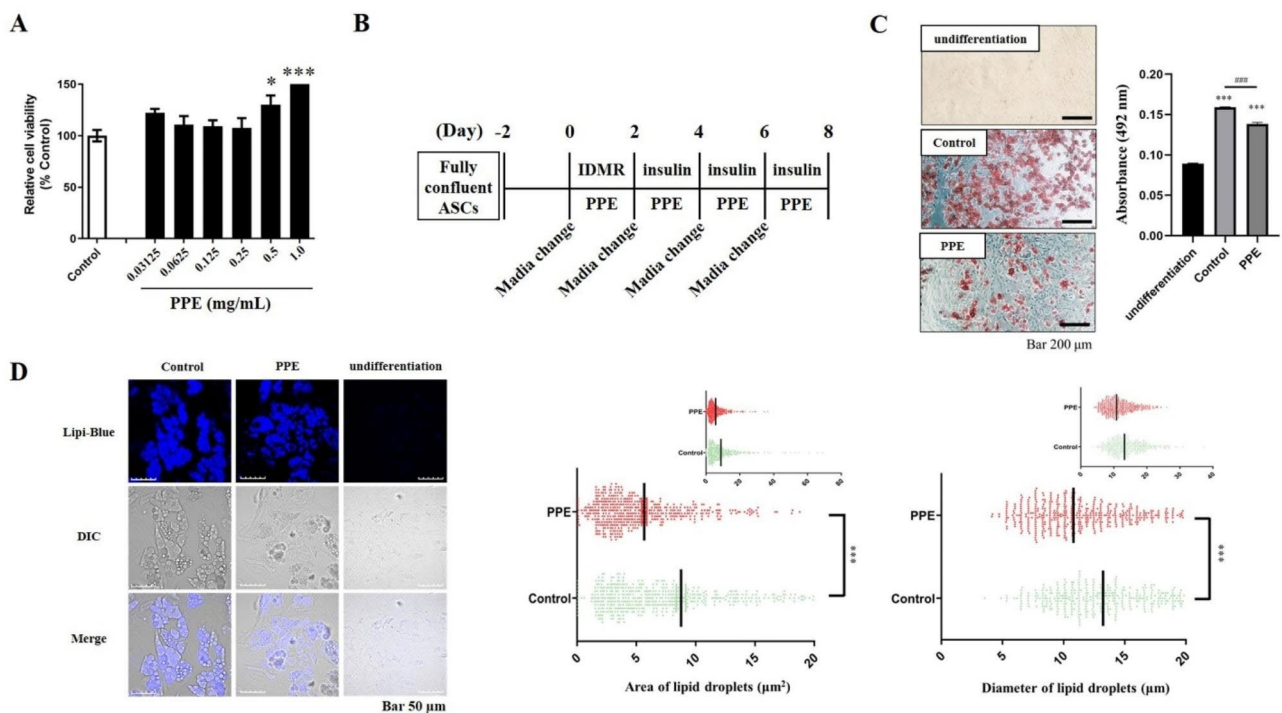 A
Relative cell viability
(% Control)
150
100
50
0
* ***
Control
0.03125
0.0625
0.125
0.25
0.5
1.0
PPE (mg/mL)
B
(Day) -2 0 2 4 6 8
Fully
confluent
ASCs
IDMR insulin insulin insulin
PPE PPE PPE PPE
Madia change Madia change Madia change Madia change
C
undifferentiation
Control
PPE
Bar 200 µm
Absorbance (492 nm)
0.20
0.15
0.10
0.05
0.00
###
*** ***
undifferentiation
Control
PPE
D
Control PPE undifferentiation
Lipi-Blue
DIC
Merge
Bar 50 µm
PPE
Control
0 20 40 60 80
PPE
Control
***
0 5 10 15 20
Area of lipid droplets (µm²)
PPE
Control
0 10 20 30 40
PPE
Control
***
0 5 10 15 20
Diameter of lipid droplets (µm)